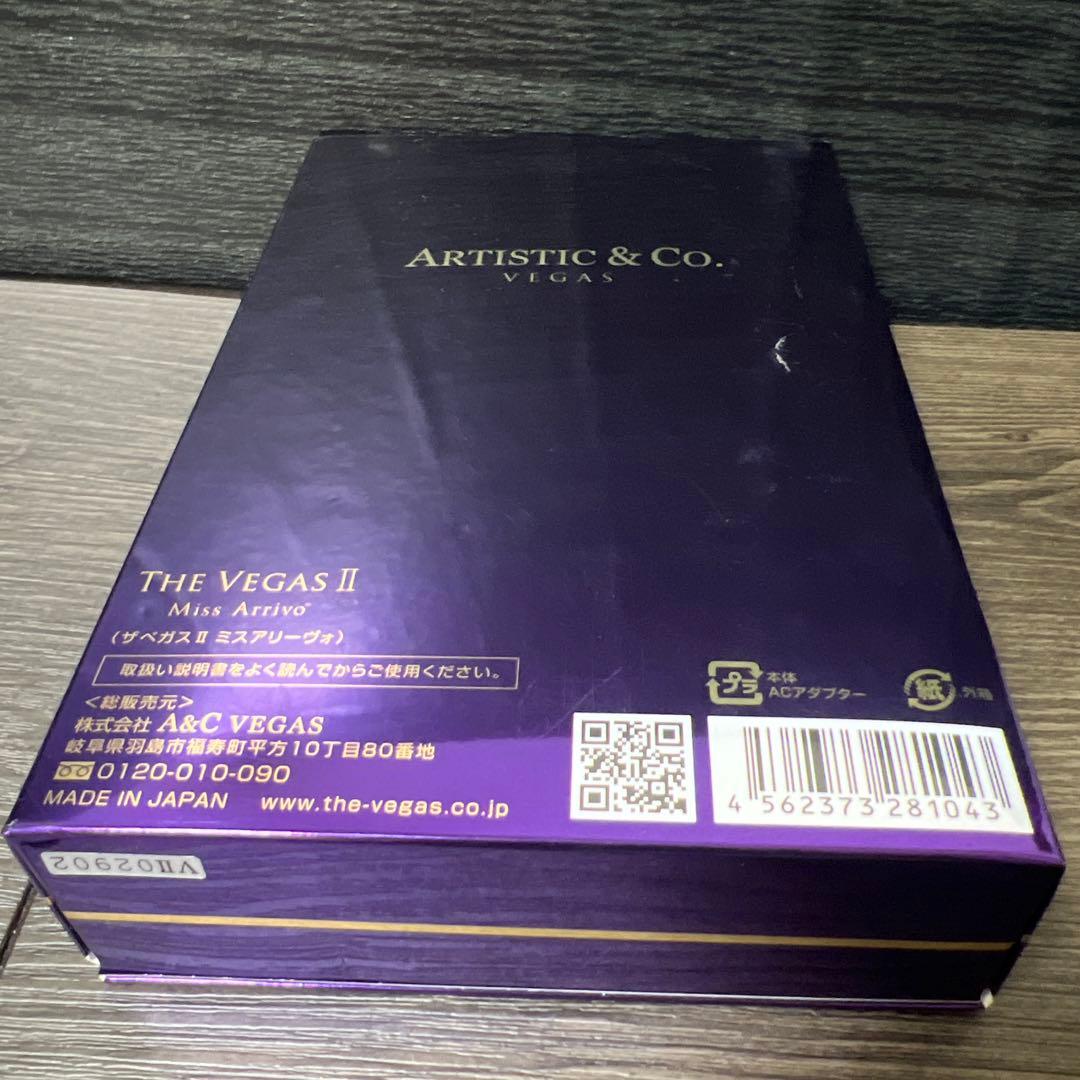 ARTISTIC & CO.
VEGAS
THE VEGAS Ⅱ
Miss Arrivo
(ザベガスⅡ ミスアリーヴォ)
取扱い説明書をよく読んでからご使用ください。
<総販売元>
株式会社 A&C VEGAS
岐阜県羽島市福寿町平方10丁目80番地
0120-010-090
MADE IN JAPAN www.the-vegas.co.jp
プラ 本体
ACアダプター
紙 外箱
4 562373 281043
VⅡ02902